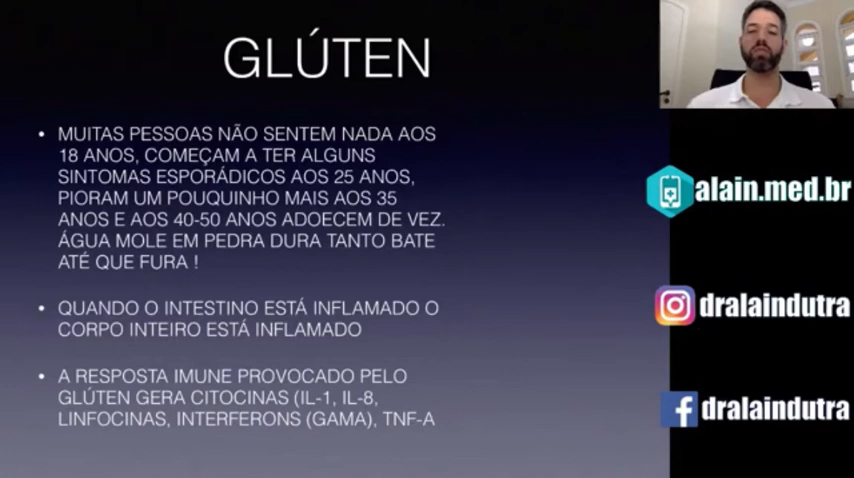 GLÚTEN
• MUITAS PESSOAS NÃO SENTEM NADA AOS
18 ANOS, COMEÇAM A TER ALGUNS
SINTOMAS ESPORÁDICOS AOS 25 ANOS,
PIORAM UM POUQUINHO MAIS AOS 35
ANOS E AOS 40-50 ANOS ADOECEM DE VEZ.
ÁGUA MOLE EM PEDRA DURA TANTO BATE
ATÉ QUE FURA !
• QUANDO O INTESTINO ESTÁ INFLAMADO O
CORPO INTEIRO ESTÁ INFLAMADO
• A RESPOSTA IMUNE PROVOCADO PELO
GLÚTEN GERA CITOCINAS (IL-1, IL-8,
LINFOCINAS, INTERFERONS (GAMA), TNF-A
alain.med.br
dralaindutra
dralaindutra